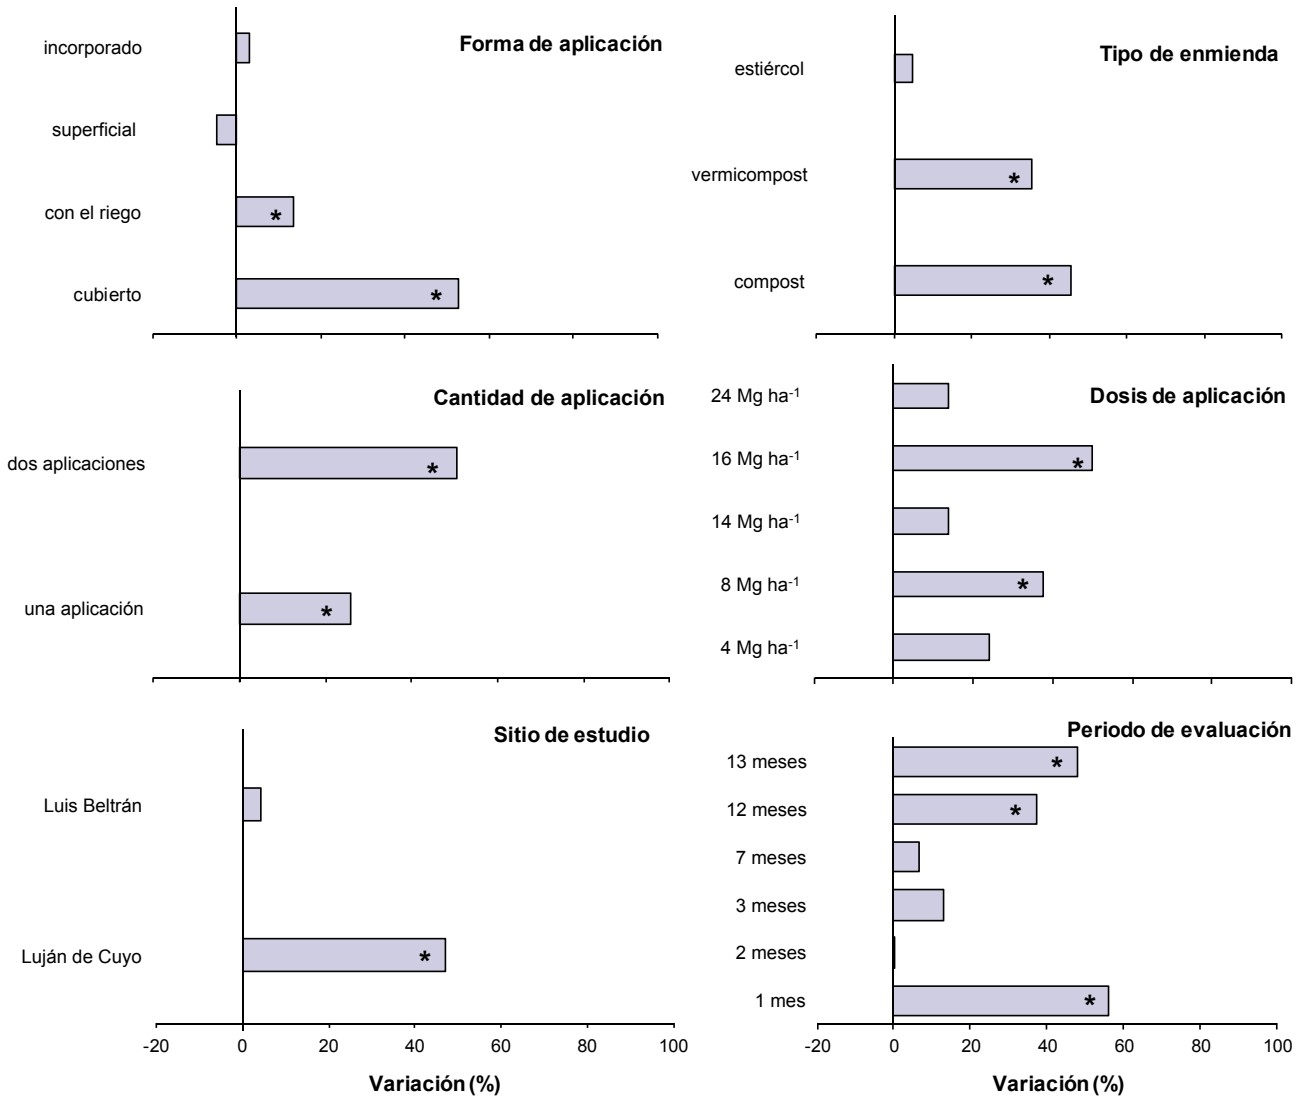 Forma de aplicación
incorporado
superficial
con el riego
*
cubierto
*
Tipo de enmienda
estiércol
vermicompost
*
compost
*
Cantidad de aplicación
dos aplicaciones
*
una aplicación
*
Dosis de aplicación
24 Mg ha⁻¹
16 Mg ha⁻¹
*
14 Mg ha⁻¹
8 Mg ha⁻¹
*
4 Mg ha⁻¹
Sitio de estudio
Luis Beltrán
Luján de Cuyo
*
-20 0 20 40 60 80 100
Variación (%)
Periodo de evaluación
13 meses
*
12 meses
*
7 meses
3 meses
2 meses
1 mes
*
-20 0 20 40 60 80 100
Variación (%)